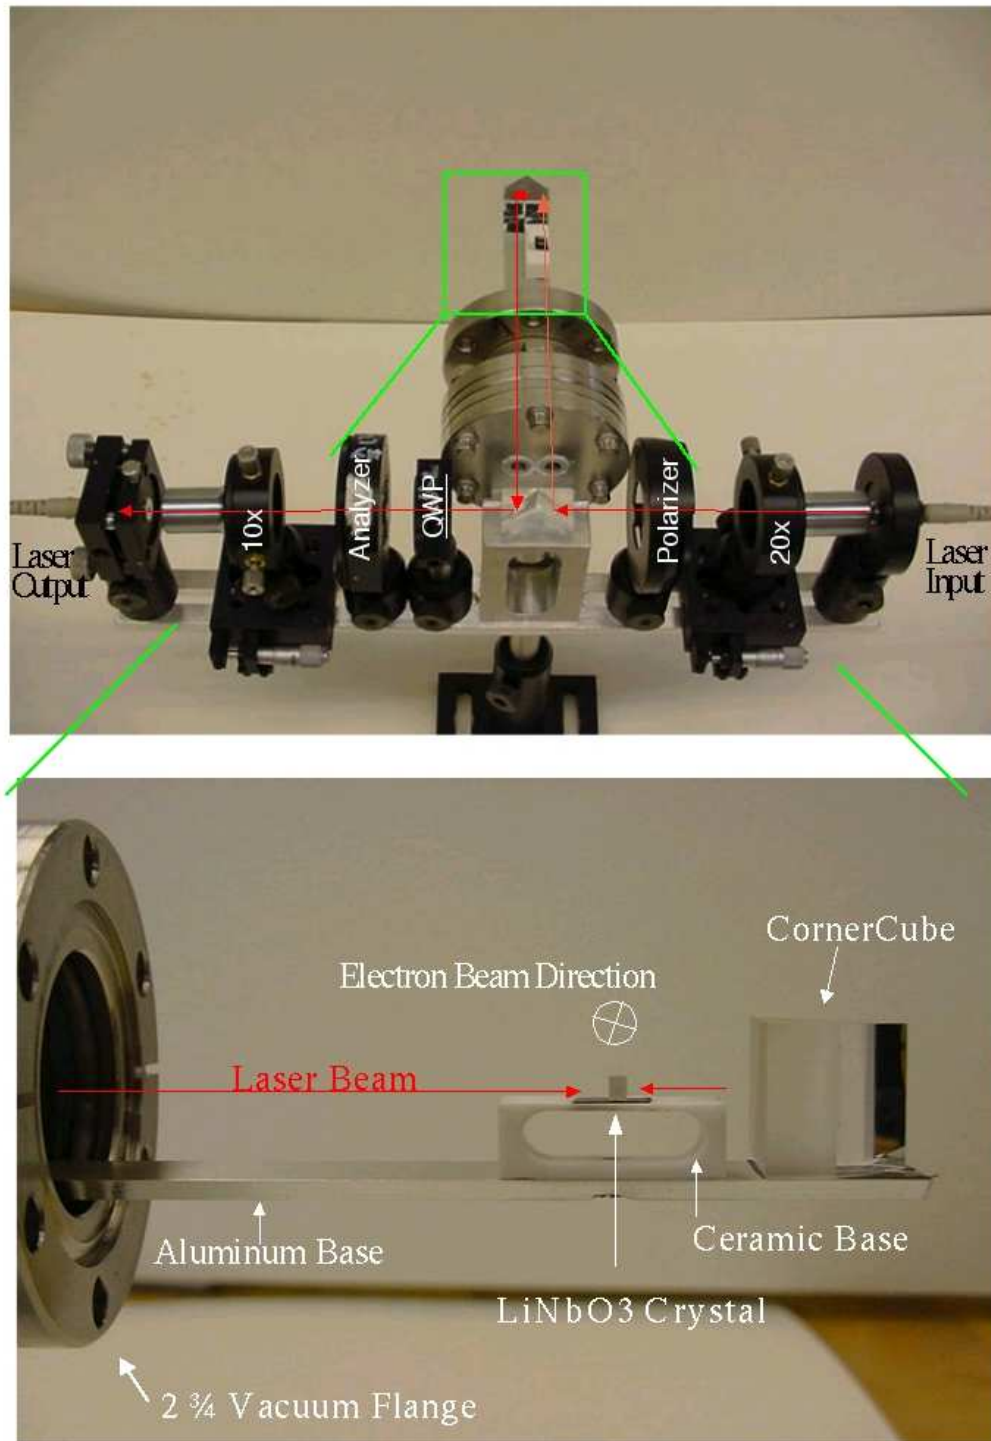 Analyzer
QWP
Polarizer
10x
20x
Laser
Output
Laser
Input
CornerCube
Electron Beam Direction
Laser Beam
Aluminum Base
Ceramic Base
LiNbO3 Crystal
2 ¾ Vacuum Flange